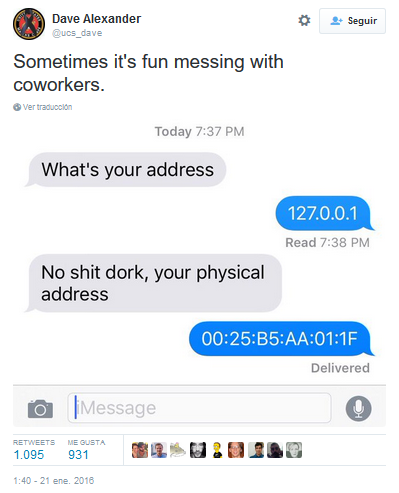 Dave Alexander
@ucs_dave
Seguir
Sometimes it's fun messing with
coworkers.
Ver traducción
Today 7:37 PM
What's your address
127.0.0.1
Read 7:38 PM
No shit dork, your physical
address
00:25:B5:AA:01:1F
Delivered
iMessage
RETWEETS ME GUSTA
1.095 931
1:40 - 21 ene. 2016